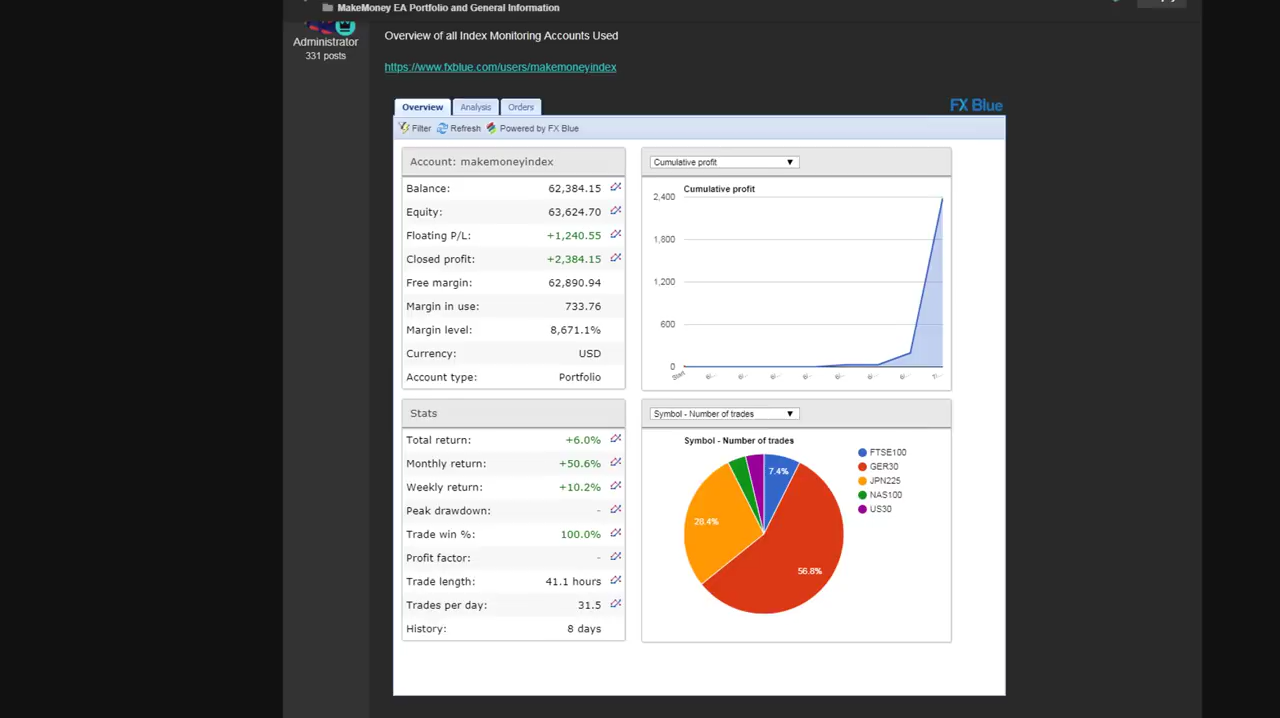 MakeMoney EA Portfolio and General Information
Administrator
331 posts
Overview of all Index Monitoring Accounts Used
https://www.fxblue.com/users/makemoneyindex
Overview Analysis Orders
FX Blue
Filter Refresh Powered by FX Blue
Account: makemoneyindex
Balance: 62,384.15
Equity: 63,624.70
Floating P/L: +1,240.55
Closed profit: +2,384.15
Free margin: 62,890.94
Margin in use: 733.76
Margin level: 8,671.1%
Currency: USD
Account type: Portfolio
Cumulative profit
Cumulative profit
2,400
1,800
1,200
600
0
Start
Stats
Total return: +6.0%
Monthly return: +50.6%
Weekly return: +10.2%
Peak drawdown: -
Trade win %: 100.0%
Profit factor: -
Trade length: 41.1 hours
Trades per day: 31.5
History: 8 days
Symbol - Number of trades
Symbol - Number of trades
7.4%
28.4%
56.8%
FTSE100
GER30
JPN225
NAS100
US30